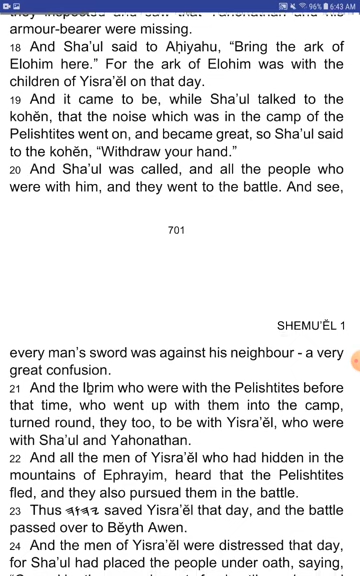 96% 6:43 AM
armour-bearer were missing.
18 And Sha'ul said to Aḥiyahu, "Bring the ark of
Elohim here." For the ark of Elohim was with the
children of Yisra'ĕl on that day.
19 And it came to be, while Sha'ul talked to the
kohĕn, that the noise which was in the camp of the
Pelishtites went on, and became great, so Sha'ul said
to the kohĕn, "Withdraw your hand."
20 And Sha'ul was called, and all the people who
were with him, and they went to the battle. And see,
701
SHEMU'ĔL 1
every man's sword was against his neighbour - a very
great confusion.
21 And the Iḇrim who were with the Pelishtites before
that time, who went up with them into the camp,
turned round, they too, to be with Yisra'ĕl, who were
with Sha'ul and Yahonathan.
22 And all the men of Yisra'ĕl who had hidden in the
mountains of Ephrayim, heard that the Pelishtites
fled, and they also pursued them in the battle.
23 Thus 𐤉𐤄𐤅𐤄 saved Yisra'ĕl that day, and the battle
passed over to Bĕyth Awen.
24 And the men of Yisra'ĕl were distressed that day,
for Sha'ul had placed the people under oath, saying,